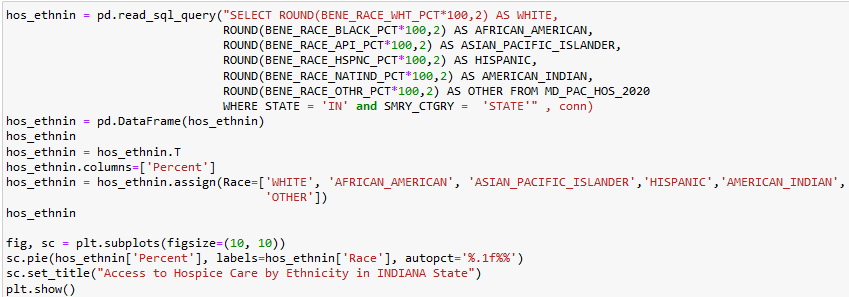 hos_ethnin = pd.read_sql_query("SELECT ROUND(BENE_RACE_WHT_PCT*100,2) AS WHITE,
ROUND(BENE_RACE_BLACK_PCT*100,2) AS AFRICAN_AMERICAN,
ROUND(BENE_RACE_API_PCT*100,2) AS ASIAN_PACIFIC_ISLANDER,
ROUND(BENE_RACE_HSPNC_PCT*100,2) AS HISPANIC,
ROUND(BENE_RACE_NATIND_PCT*100,2) AS AMERICAN_INDIAN,
ROUND(BENE_RACE_OTHR_PCT*100,2) AS OTHER FROM MD_PAC_HOS_2020
WHERE STATE = 'IN' and SMRY_CTGRY =  'STATE'" , conn)
hos_ethnin = pd.DataFrame(hos_ethnin)
hos_ethnin
hos_ethnin = hos_ethnin.T
hos_ethnin.columns=['Percent']
hos_ethnin = hos_ethnin.assign(Race=['WHITE', 'AFRICAN_AMERICAN', 'ASIAN_PACIFIC_ISLANDER','HISPANIC','AMERICAN_INDIAN',
'OTHER'])
hos_ethnin
fig, sc = plt.subplots(figsize=(10, 10))
sc.pie(hos_ethnin['Percent'], labels=hos_ethnin['Race'], autopct='%.1f%%')
sc.set_title("Access to Hospice Care by Ethnicity in INDIANA State")
plt.show()